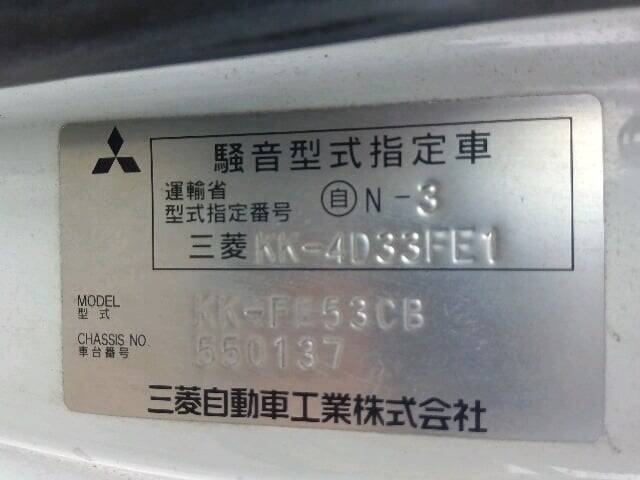 騒音型式指定車
運輸省
型式指定番号 自 N-3
三菱 KK-4D33FE1
MODEL
型式 KK-FE53CB
CHASSIS NO.
車台番号 550137
三菱自動車工業株式会社